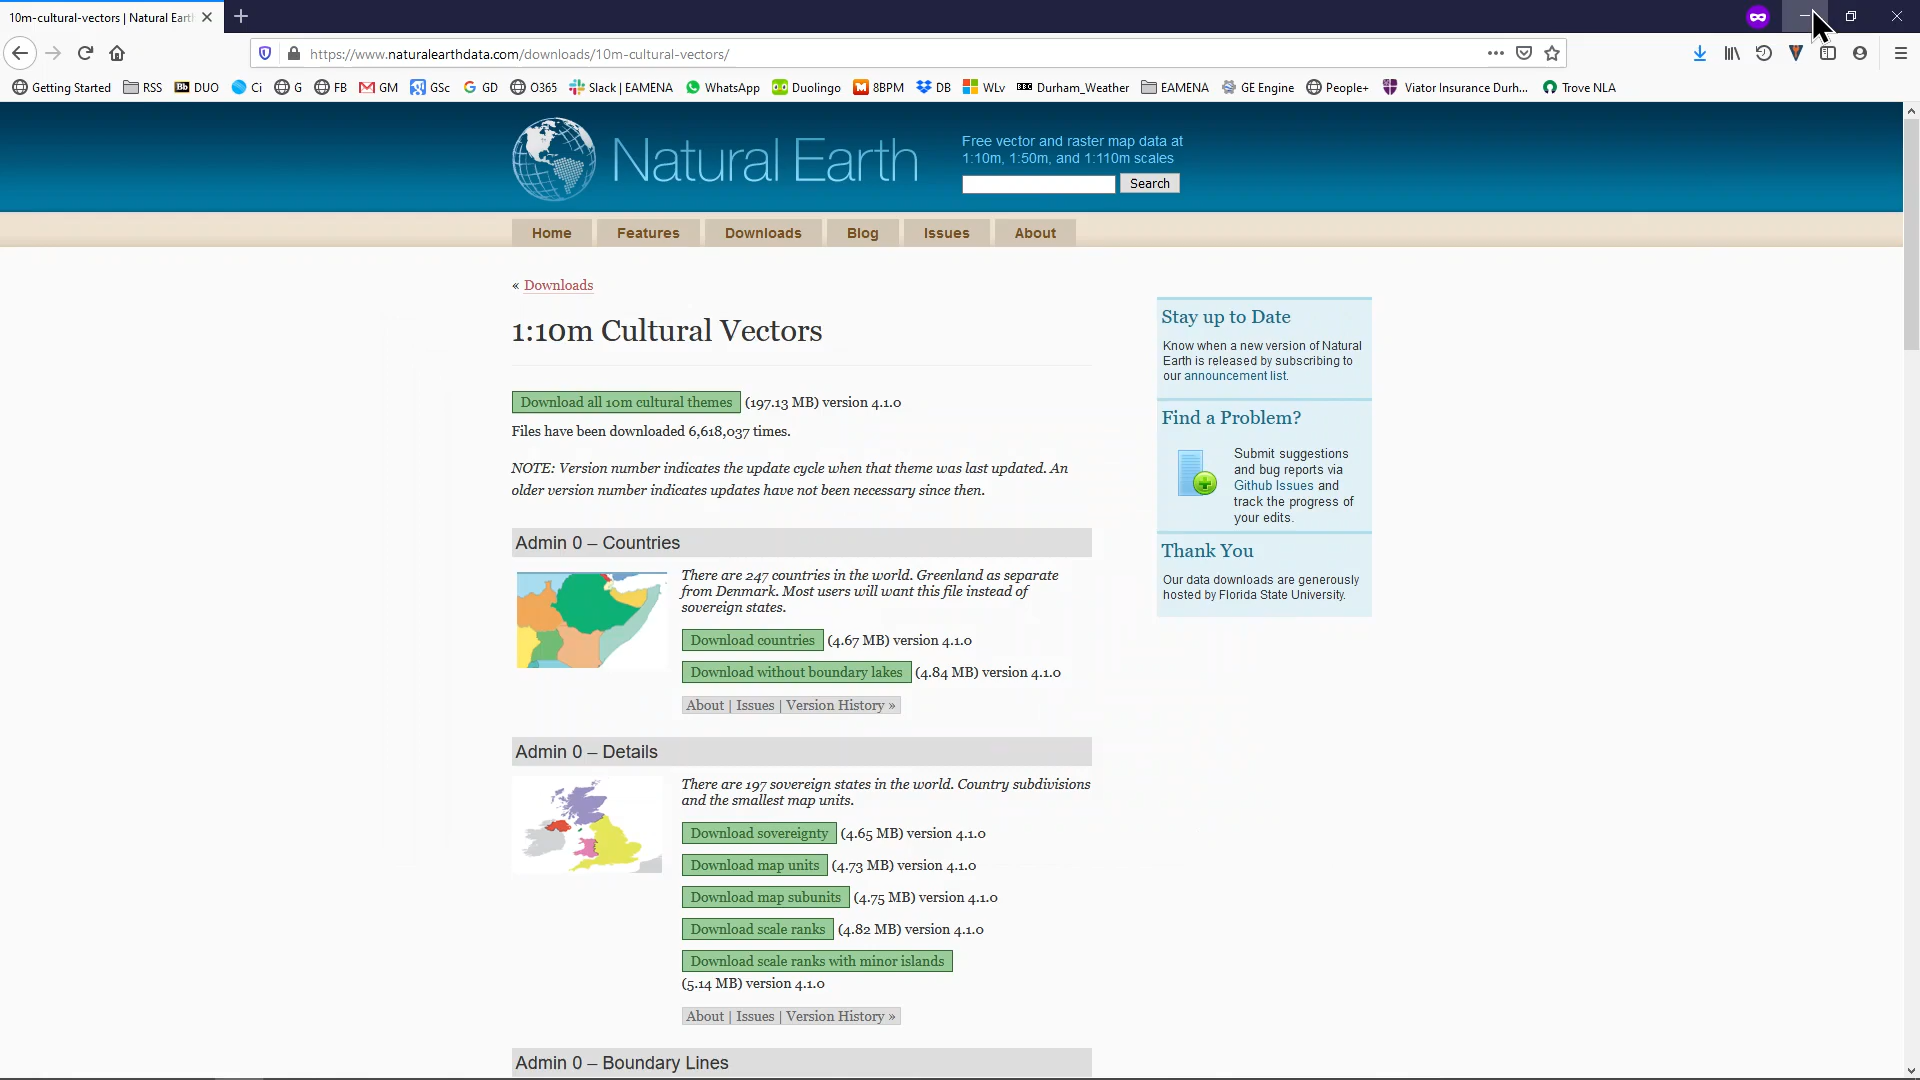 10m-cultural-vectors | Natural Eart
https://www.naturalearthdata.com/downloads/10m-cultural-vectors/
Getting Started RSS Bb DUO Ci G FB GM GSc GD O365 Slack | EAMENA WhatsApp Duolingo 8BPM DB WLv BBC Durham_Weather EAMENA GE Engine People+ Viator Insurance Durh... Trove NLA
Natural Earth
Free vector and raster map data at
1:10m, 1:50m, and 1:110m scales
Search
Home Features Downloads Blog Issues About
« Downloads
1:10m Cultural Vectors
Download all 10m cultural themes (197.13 MB) version 4.1.0
Files have been downloaded 6,618,037 times.
NOTE: Version number indicates the update cycle when that theme was last updated. An
older version number indicates updates have not been necessary since then.
Admin 0 – Countries
There are 247 countries in the world. Greenland as separate
from Denmark. Most users will want this file instead of
sovereign states.
Download countries (4.67 MB) version 4.1.0
Download without boundary lakes (4.84 MB) version 4.1.0
About | Issues | Version History »
Admin 0 – Details
There are 197 sovereign states in the world. Country subdivisions
and the smallest map units.
Download sovereignty (4.65 MB) version 4.1.0
Download map units (4.73 MB) version 4.1.0
Download map subunits (4.75 MB) version 4.1.0
Download scale ranks (4.82 MB) version 4.1.0
Download scale ranks with minor islands
(5.14 MB) version 4.1.0
About | Issues | Version History »
Admin 0 – Boundary Lines
Stay up to Date
Know when a new version of Natural
Earth is released by subscribing to
our announcement list.
Find a Problem?
Submit suggestions
and bug reports via
Github Issues and
track the progress of
your edits.
Thank You
Our data downloads are generously
hosted by Florida State University.